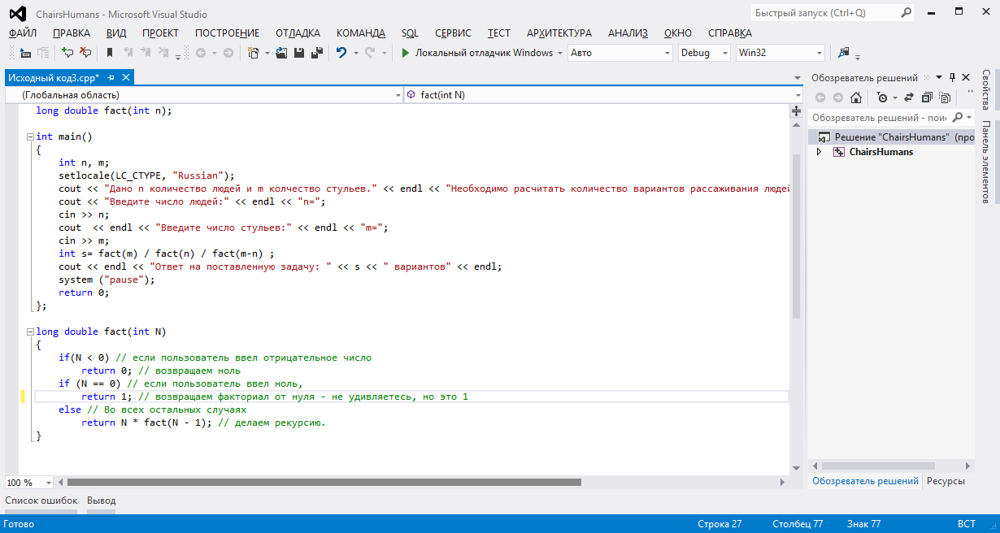 ChairsHumans - Microsoft Visual Studio
Быстрый запуск (Ctrl+Q)
ФАЙЛ ПРАВКА ВИД ПРОЕКТ ПОСТРОЕНИЕ ОТЛАДКА КОМАНДА SQL СЕРВИС ТЕСТ АРХИТЕКТУРА АНАЛИЗ ОКНО СПРАВКА
Локальный отладчик Windows Авто Debug Win32
Исходный код3.cpp*
(Глобальная область) fact(int N)
long double fact(int n);
int main()
{
int n, m;
setlocale(LC_CTYPE, "Russian");
cout << "Дано n количество людей и m колчество стульев." << endl << "Необходимо расчитать количество вариантов рассаживания людей
cout << "Введите число людей:" << endl << "n=";
cin >> n;
cout  << endl << "Введите число стульев:" << endl << "m=";
cin >> m;
int s= fact(m) / fact(n) / fact(m-n) ;
cout << endl << "Ответ на поставленную задачу: " << s << " вариантов" << endl;
system ("pause");
return 0;
};
long double fact(int N)
{
if(N < 0) // если пользователь ввел отрицательное число
return 0; // возвращаем ноль
if (N == 0) // если пользователь ввел ноль,
return 1; // возвращаем факториал от нуля - не удивляетесь, но это 1
else // Во всех остальных случаях
return N * fact(N - 1); // делаем рекурсию.
}
100 %
Обозреватель решений
Обозреватель решений - поис
Решение "ChairsHumans" (про
ChairsHumans
Обозреватель решений Ресурсы
Свойства
Панель элементов
Список ошибок Вывод
Готово Строка 27 Столбец 77 Знак 77 ВСТ